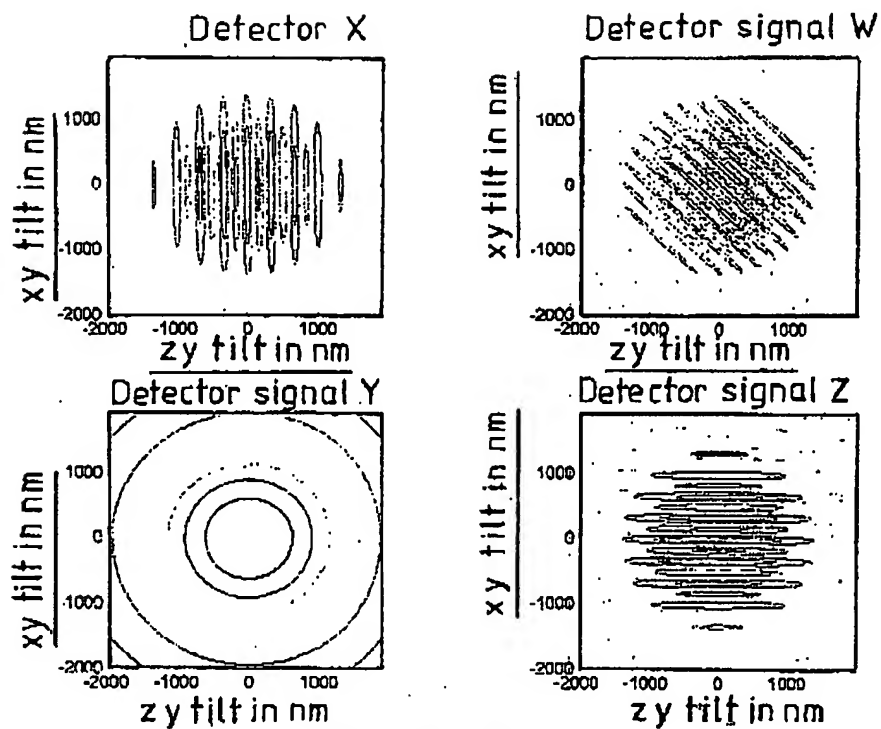 Detector X
xy tilt in nm
1000
0
-1000
-2000
-2000 -1000 0 1000
zy tilt in nm
Detector signal W
xy tilt in nm
1000
0
-1000
-2000
-2000 -1000 0 1000
zy tilt in nm
Detector signal Y
xy tilt in nm
1000
0
-1000
-2000
-2000 -1000 0 1000
zy tilt in nm
Detector signal Z
xy tilt in nm
1000
0
-1000
-2000
-2000 -1000 0 1000
zy tilt in nm